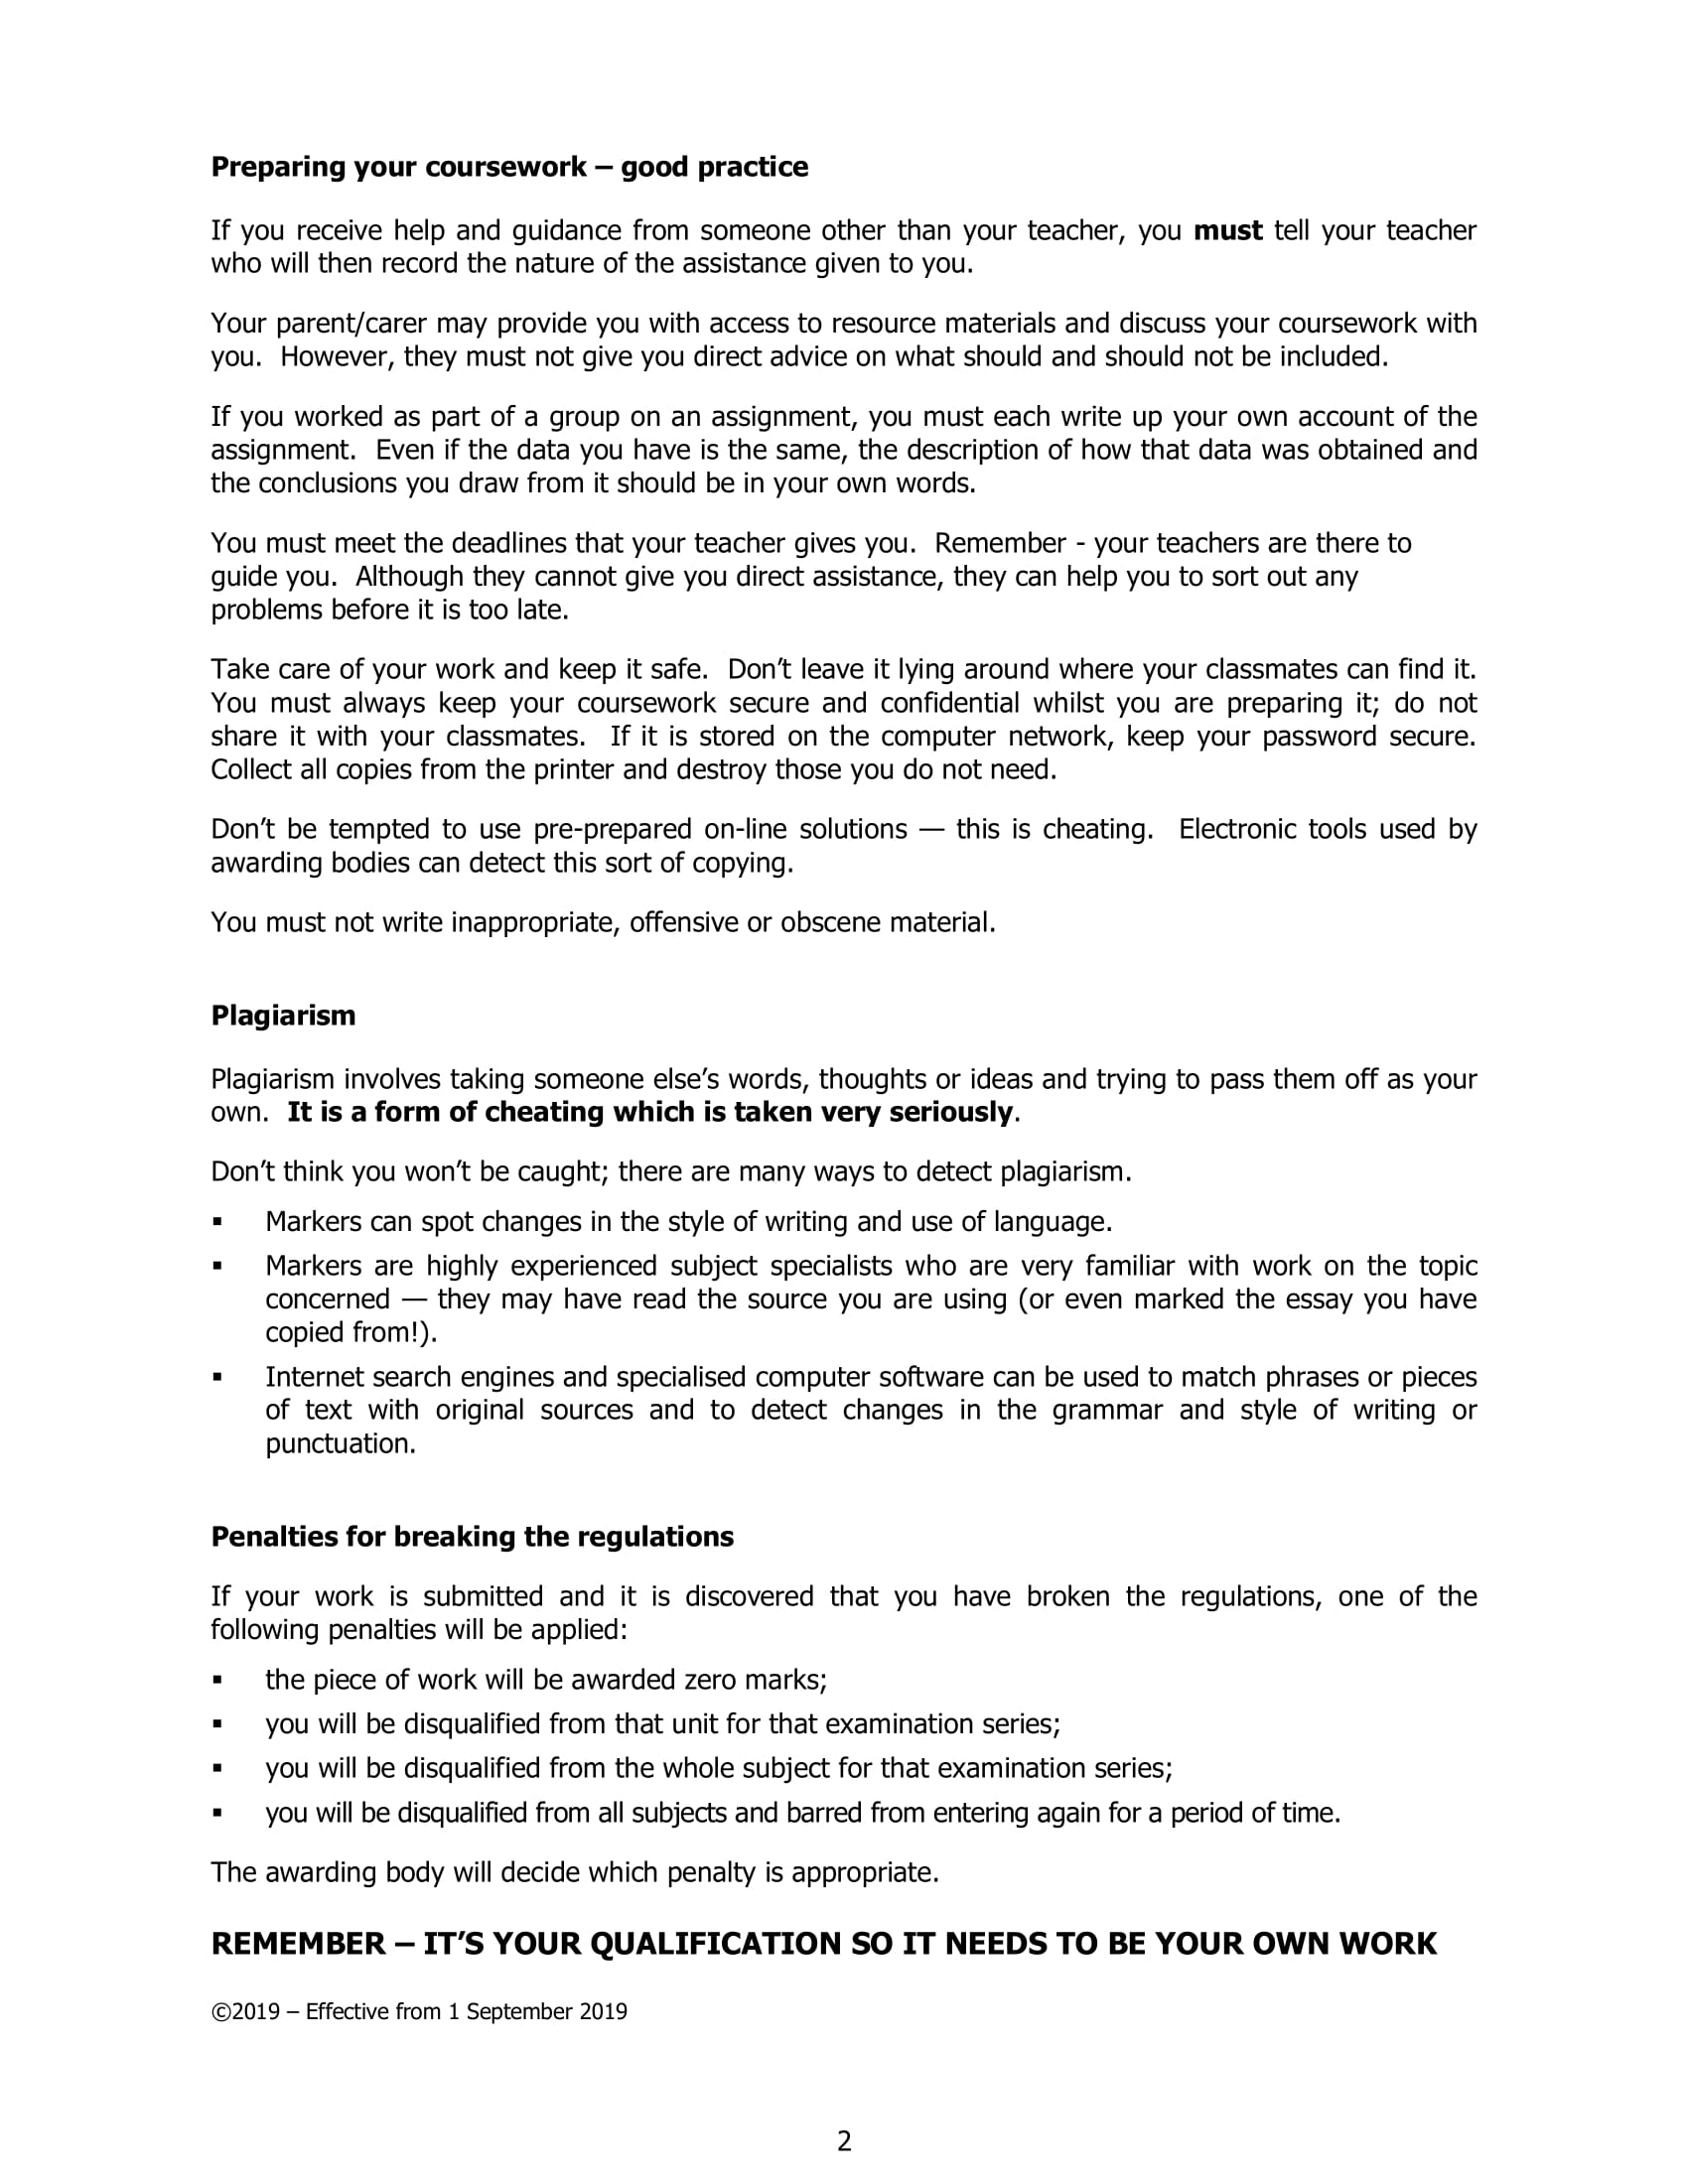 Preparing your coursework – good practice
If you receive help and guidance from someone other than your teacher, you must tell your teacher
who will then record the nature of the assistance given to you.
Your parent/carer may provide you with access to resource materials and discuss your coursework with
you.  However, they must not give you direct advice on what should and should not be included.
If you worked as part of a group on an assignment, you must each write up your own account of the
assignment.  Even if the data you have is the same, the description of how that data was obtained and
the conclusions you draw from it should be in your own words.
You must meet the deadlines that your teacher gives you.  Remember - your teachers are there to
guide you.  Although they cannot give you direct assistance, they can help you to sort out any
problems before it is too late.
Take care of your work and keep it safe.  Don’t leave it lying around where your classmates can find it.
You must always keep your coursework secure and confidential whilst you are preparing it; do not
share it with your classmates.  If it is stored on the computer network, keep your password secure.
Collect all copies from the printer and destroy those you do not need.
Don’t be tempted to use pre-prepared on-line solutions — this is cheating.  Electronic tools used by
awarding bodies can detect this sort of copying.
You must not write inappropriate, offensive or obscene material.
Plagiarism
Plagiarism involves taking someone else’s words, thoughts or ideas and trying to pass them off as your
own.  It is a form of cheating which is taken very seriously.
Don’t think you won’t be caught; there are many ways to detect plagiarism.
▪ Markers can spot changes in the style of writing and use of language.
▪ Markers are highly experienced subject specialists who are very familiar with work on the topic
concerned — they may have read the source you are using (or even marked the essay you have
copied from!).
▪ Internet search engines and specialised computer software can be used to match phrases or pieces
of text with original sources and to detect changes in the grammar and style of writing or
punctuation.
Penalties for breaking the regulations
If your work is submitted and it is discovered that you have broken the regulations, one of the
following penalties will be applied:
▪ the piece of work will be awarded zero marks;
▪ you will be disqualified from that unit for that examination series;
▪ you will be disqualified from the whole subject for that examination series;
▪ you will be disqualified from all subjects and barred from entering again for a period of time.
The awarding body will decide which penalty is appropriate.
REMEMBER – IT’S YOUR QUALIFICATION SO IT NEEDS TO BE YOUR OWN WORK
©2019 – Effective from 1 September 2019
2